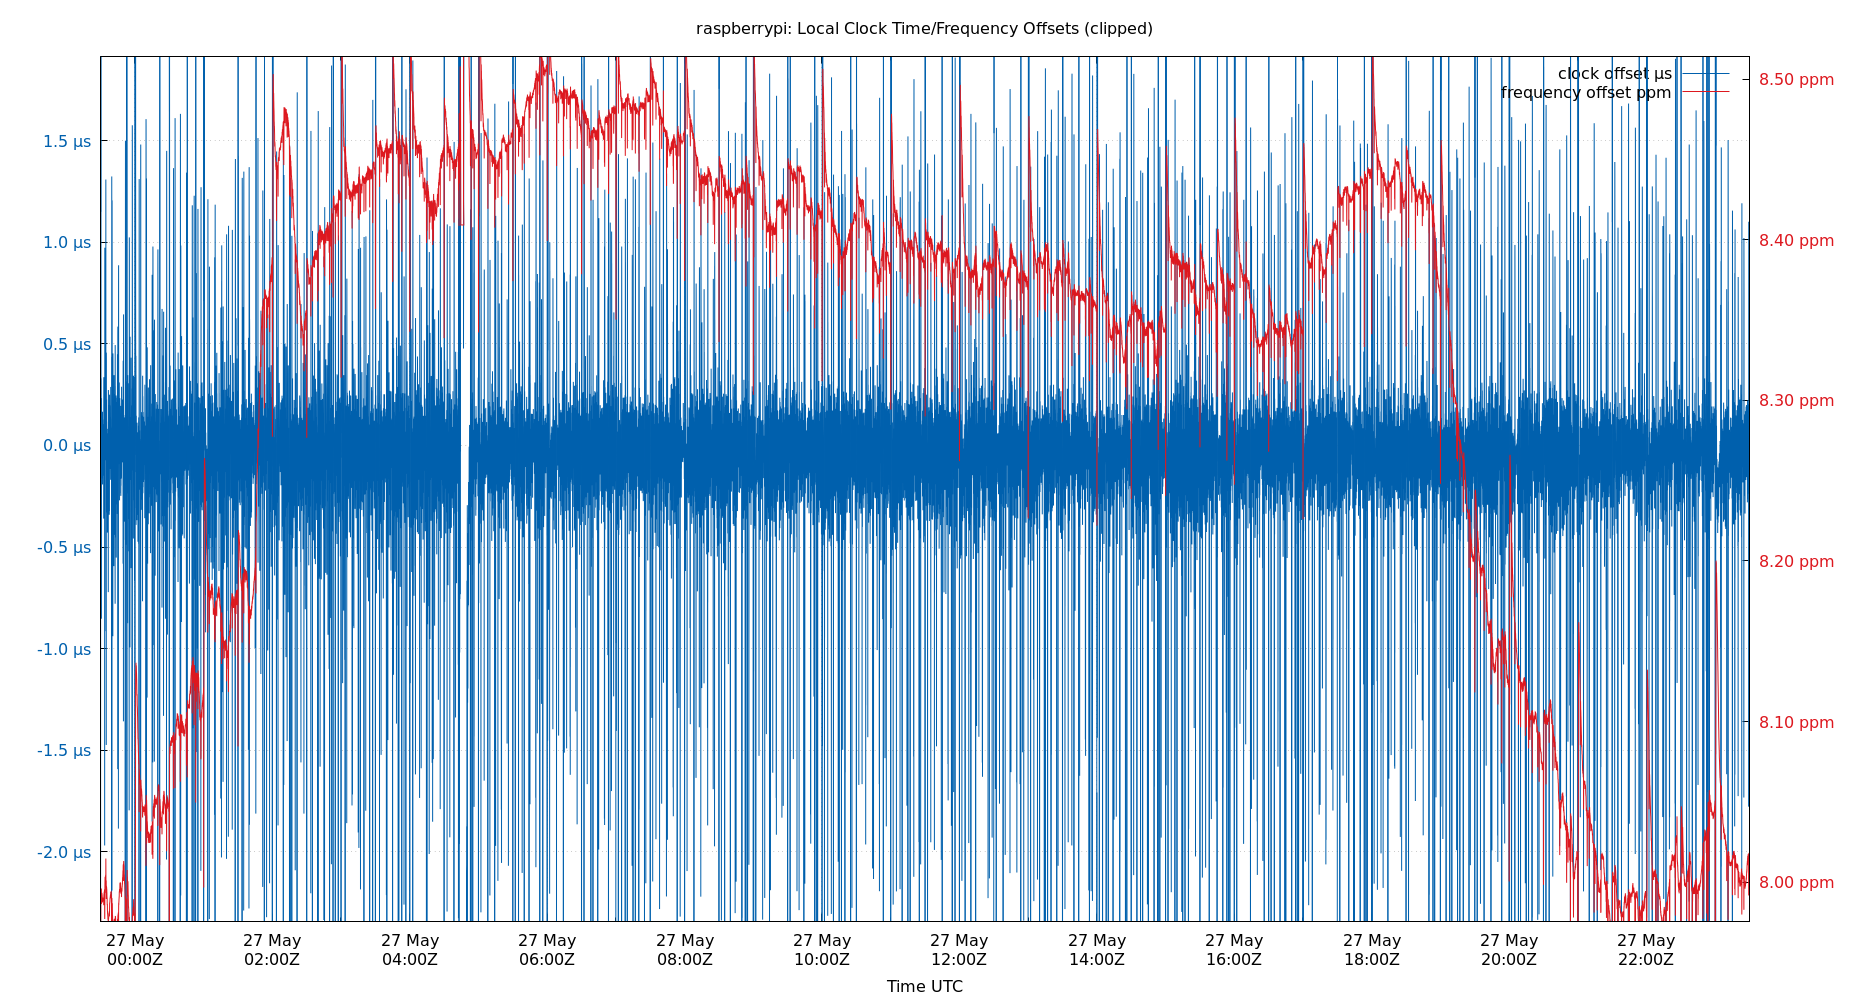 raspberrypi: Local Clock Time/Frequency Offsets (clipped)
clock offset µs
frequency offset ppm
1.5 µs
1.0 µs
0.5 µs
0.0 µs
-0.5 µs
-1.0 µs
-1.5 µs
-2.0 µs
8.50 ppm
8.40 ppm
8.30 ppm
8.20 ppm
8.10 ppm
8.00 ppm
27 May 27 May 27 May 27 May 27 May 27 May 27 May 27 May 27 May 27 May 27 May 27 May
00:00Z 02:00Z 04:00Z 06:00Z 08:00Z 10:00Z 12:00Z 14:00Z 16:00Z 18:00Z 20:00Z 22:00Z
Time UTC